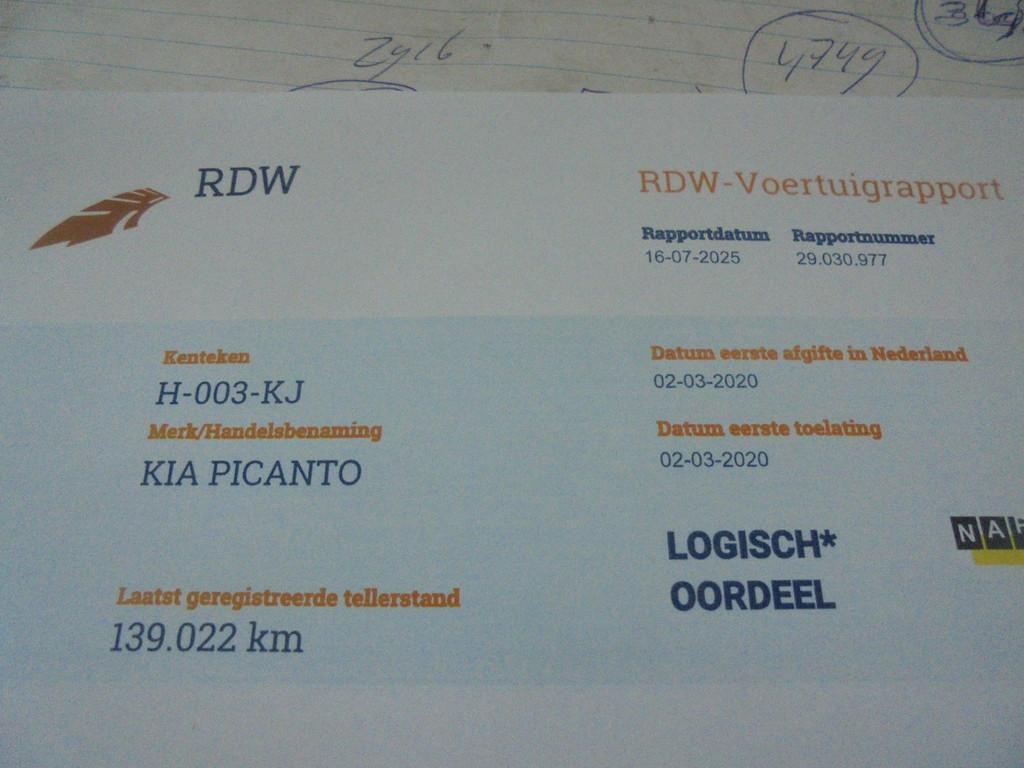 4749
RDW
RDW-Voertuigrapport
Rapportdatum Rapportnummer
16-07-2025 29.030.977
Kenteken
H-003-KJ
Merk/Handelsbenaming
KIA PICANTO
Datum eerste afgifte in Nederland
02-03-2020
Datum eerste toelating
02-03-2020
LOGISCH*
OORDEEL
NAP
Laatst geregistreerde tellerstand
139.022 km